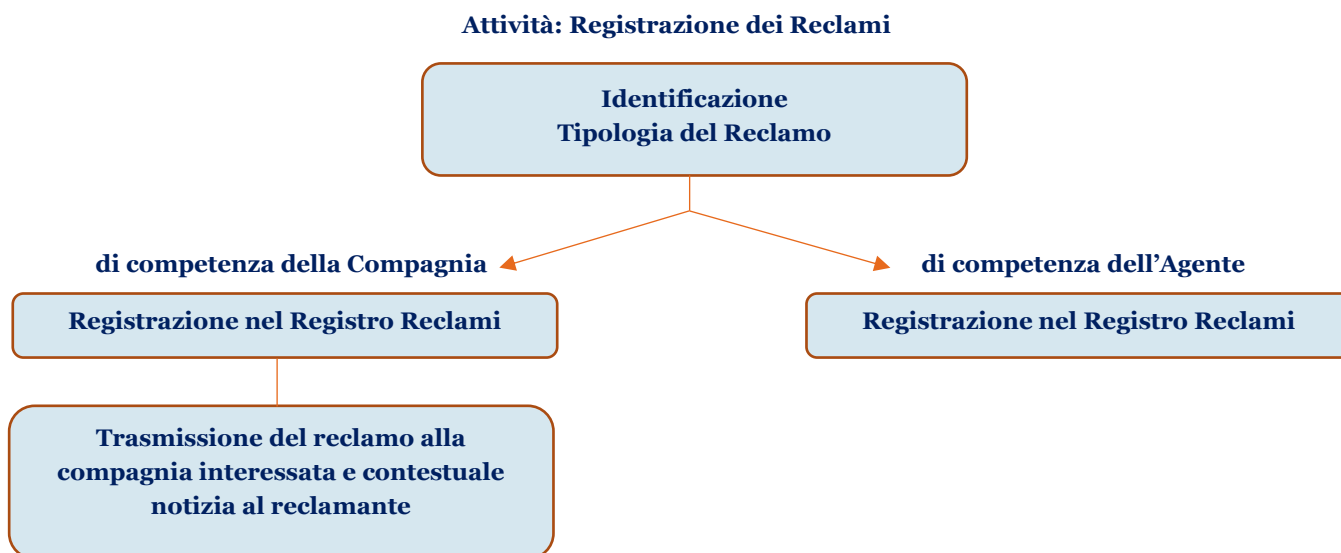 Attività: Registrazione dei Reclami
Identificazione
Tipologia del Reclamo
di competenza della Compagnia
di competenza dell’Agente
Registrazione nel Registro Reclami
Registrazione nel Registro Reclami
Trasmissione del reclamo alla
compagnia interessata e contestuale
notizia al reclamante